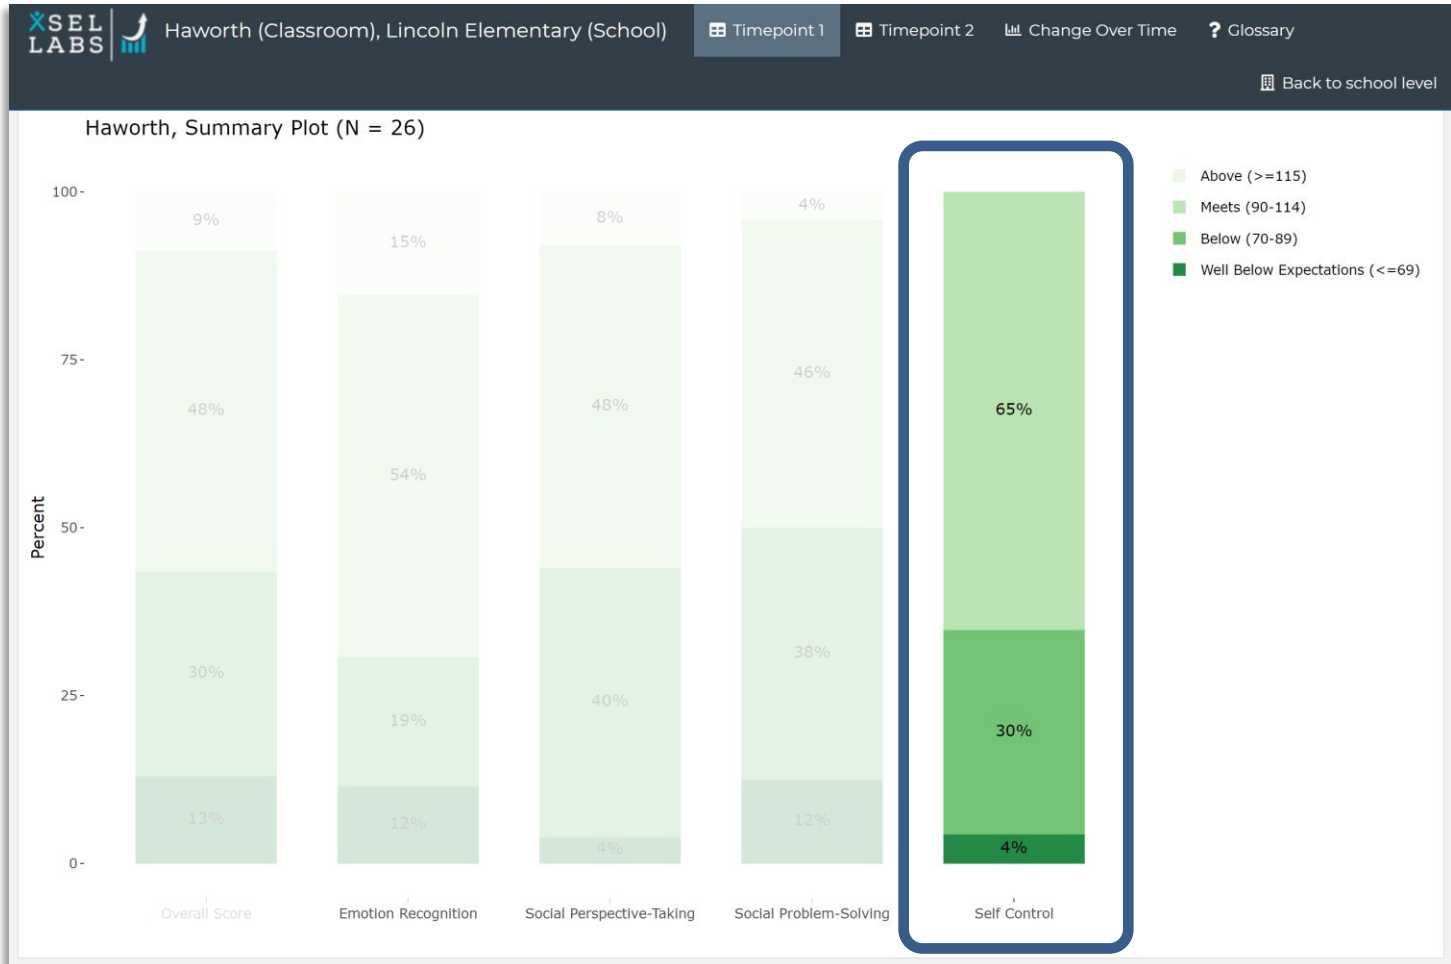 XSEL
LABS
Haworth (Classroom), Lincoln Elementary (School)
Timepoint 1
Timepoint 2
Change Over Time
? Glossary
Back to school level
Haworth, Summary Plot (N = 26)
Above (>=115)
Meets (90-114)
Below (70-89)
Well Below Expectations (<=69)
Percent
100-
75-
50-
25-
0-
9%
48%
30%
13%
15%
54%
19%
12%
8%
48%
40%
4%
4%
46%
38%
12%
65%
30%
4%
Overall Score
Emotion Recognition
Social Perspective-Taking
Social Problem-Solving
Self Control